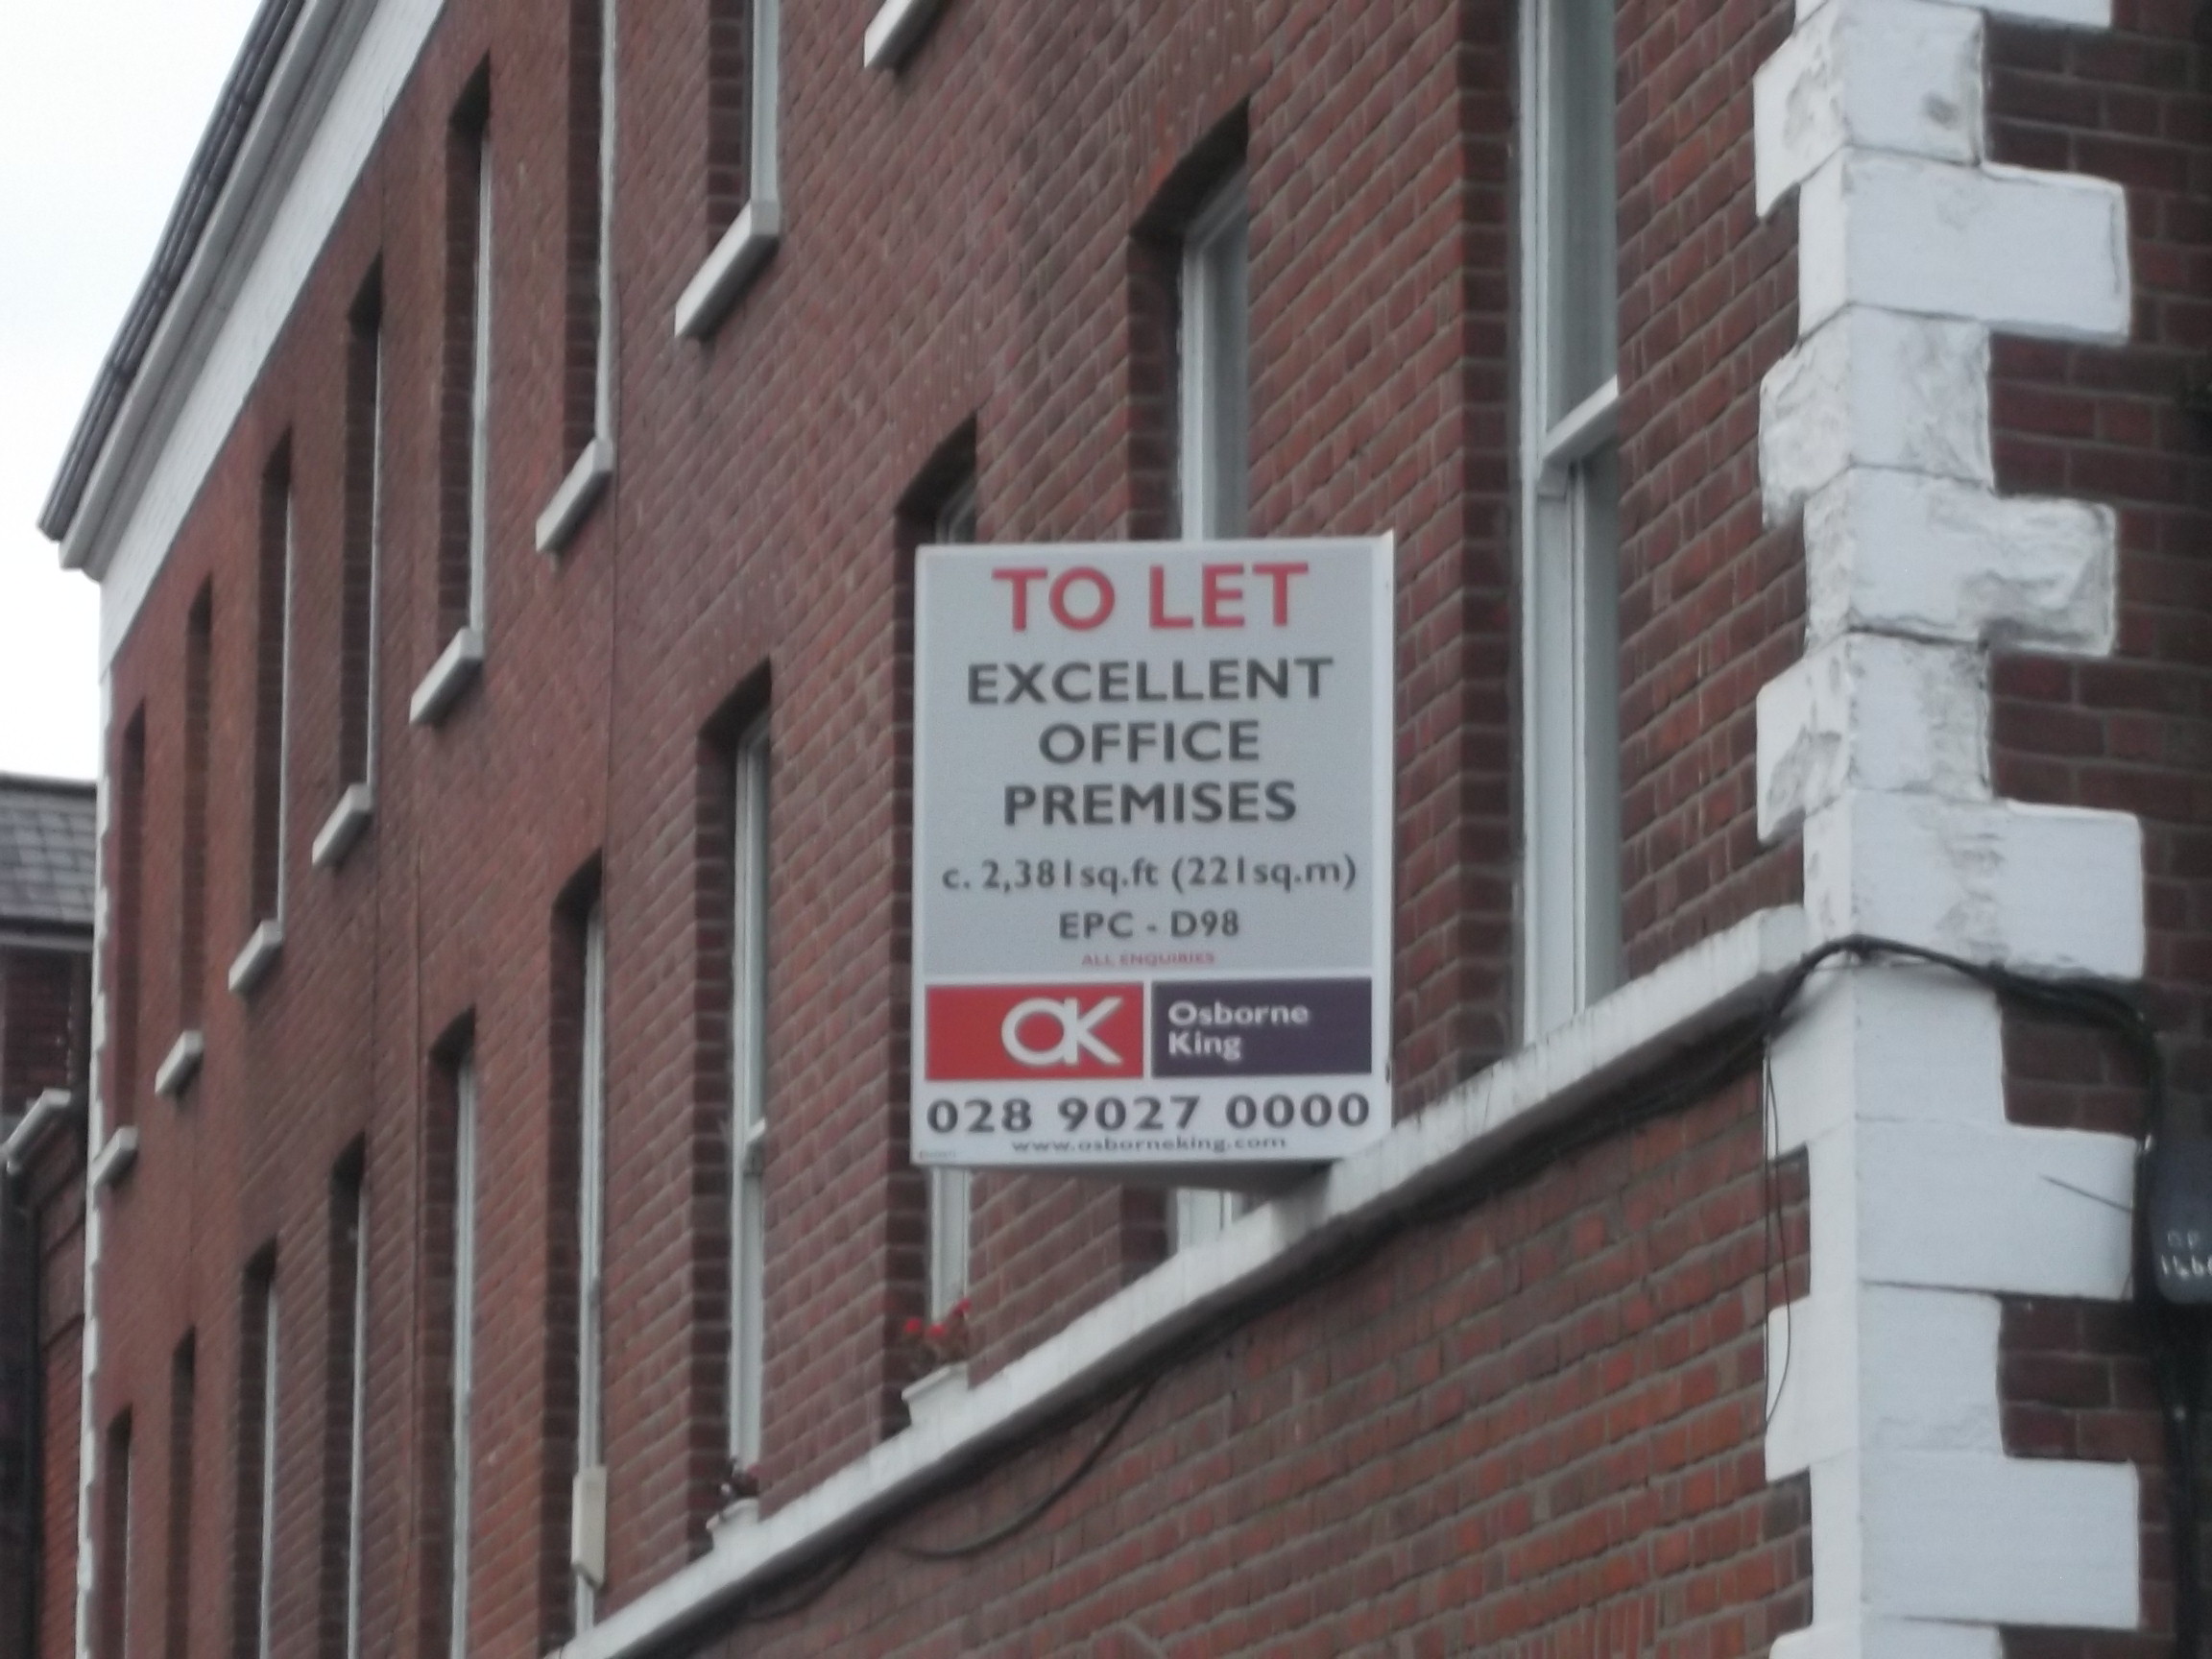 TO LET
EXCELLENT
OFFICE
PREMISES
c. 2,381sq.ft (221sq.m)
EPC - D98
ALL ENQUIRIES
OK
Osborne
King
028 9027 0000
www.osborneking.com